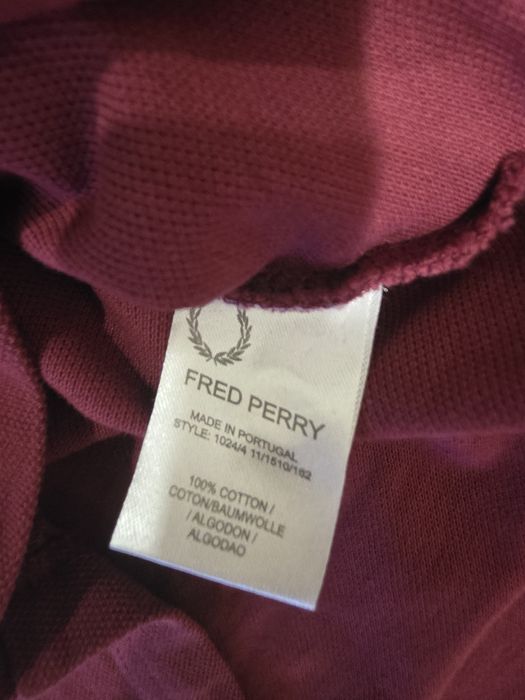 FRED PERRY
MADE IN PORTUGAL
STYLE: 1024/4 11/1510/162
100% COTTON /
COTON/BAUMWOLLE
/ ALGODON /
ALGODAO